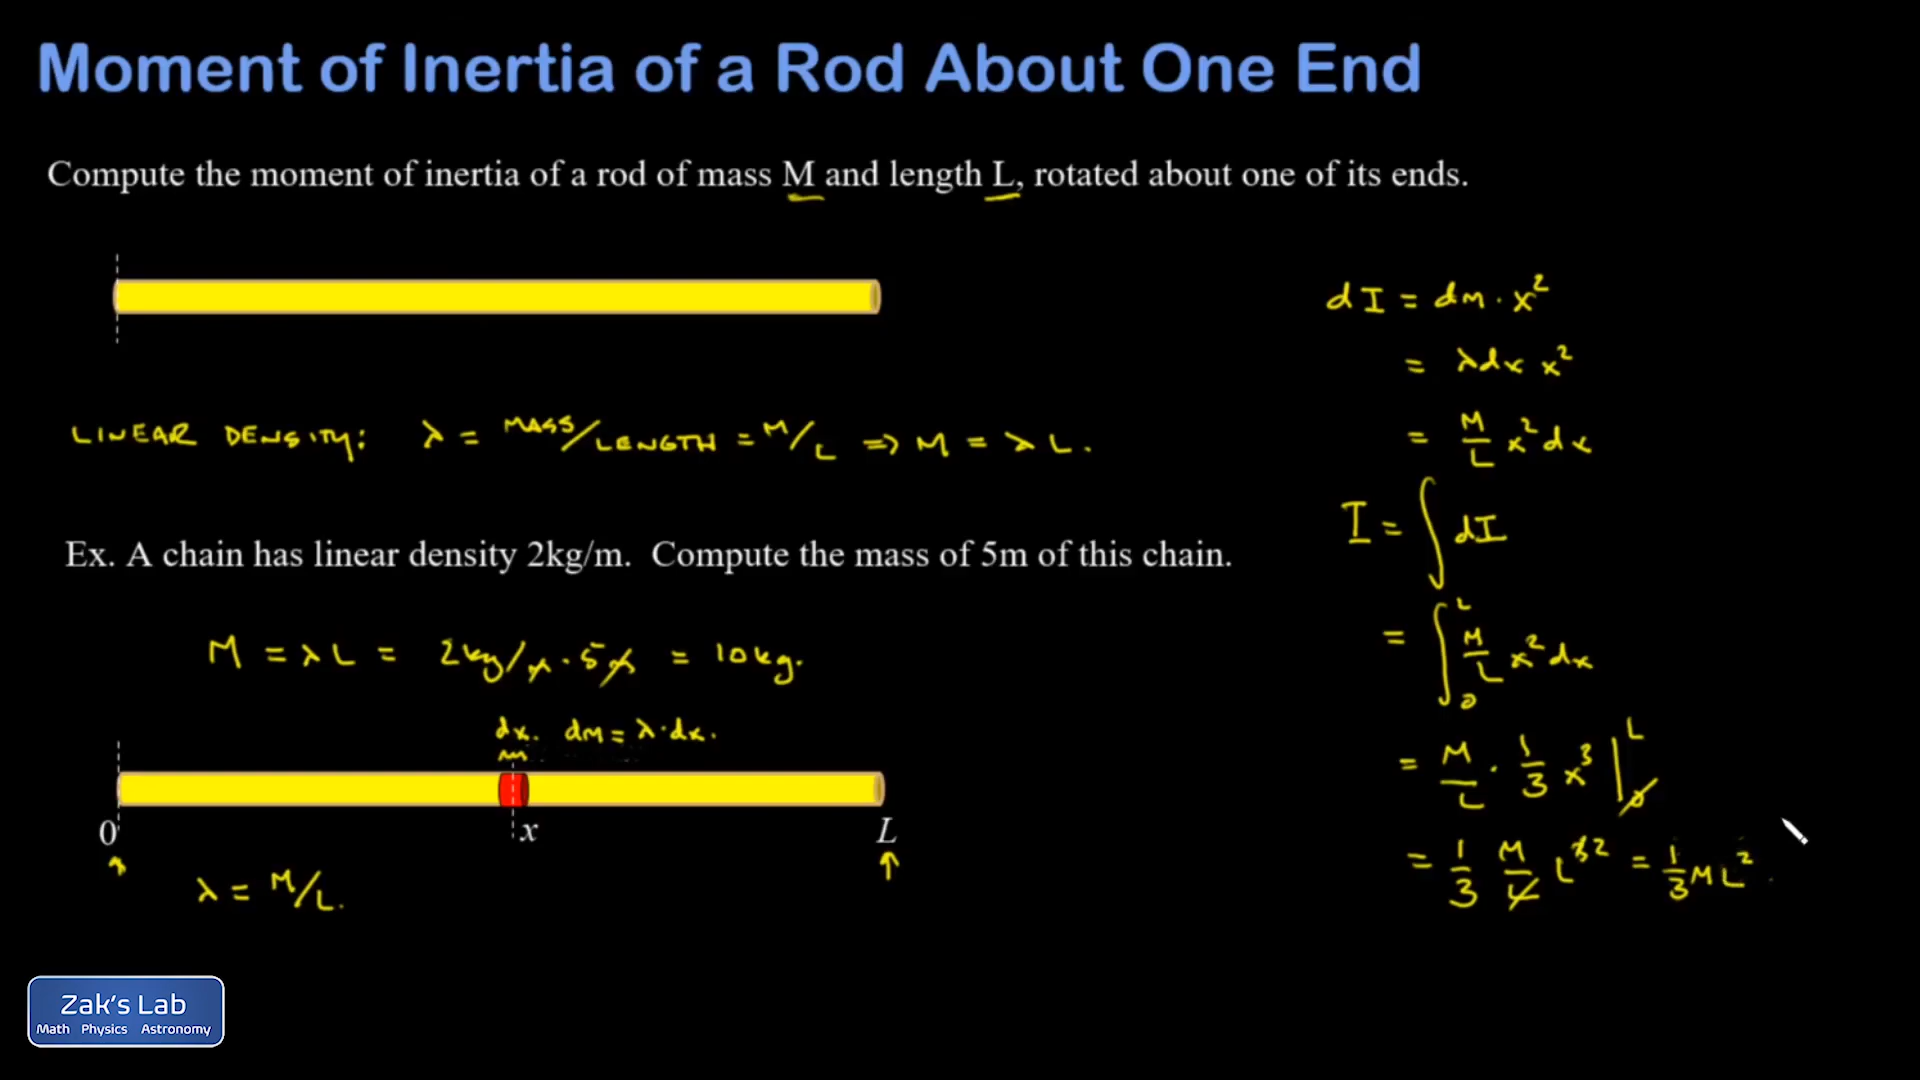 Moment of Inertia of a Rod About One End
Compute the moment of inertia of a rod of mass M and length L, rotated about one of its ends.
LINEAR DENSITY: λ = MASS/LENGTH = M/L => M = λ L.
Ex. A chain has linear density 2kg/m.  Compute the mass of 5m of this chain.
M = λ L = 2kg/m · 5m = 10kg.
dx. dm = λ · dx.
0 x L
λ = M/L.
dI = dm · x²
= λ dx x²
= M/L x² dx
I = ∫ dI
= ∫₀ᴸ M/L x² dx
= M/L · 1/3 x³ |₀ᴸ
= 1/3 M/L L³ ² = 1/3 ML².
Zak's Lab
Math Physics Astronomy